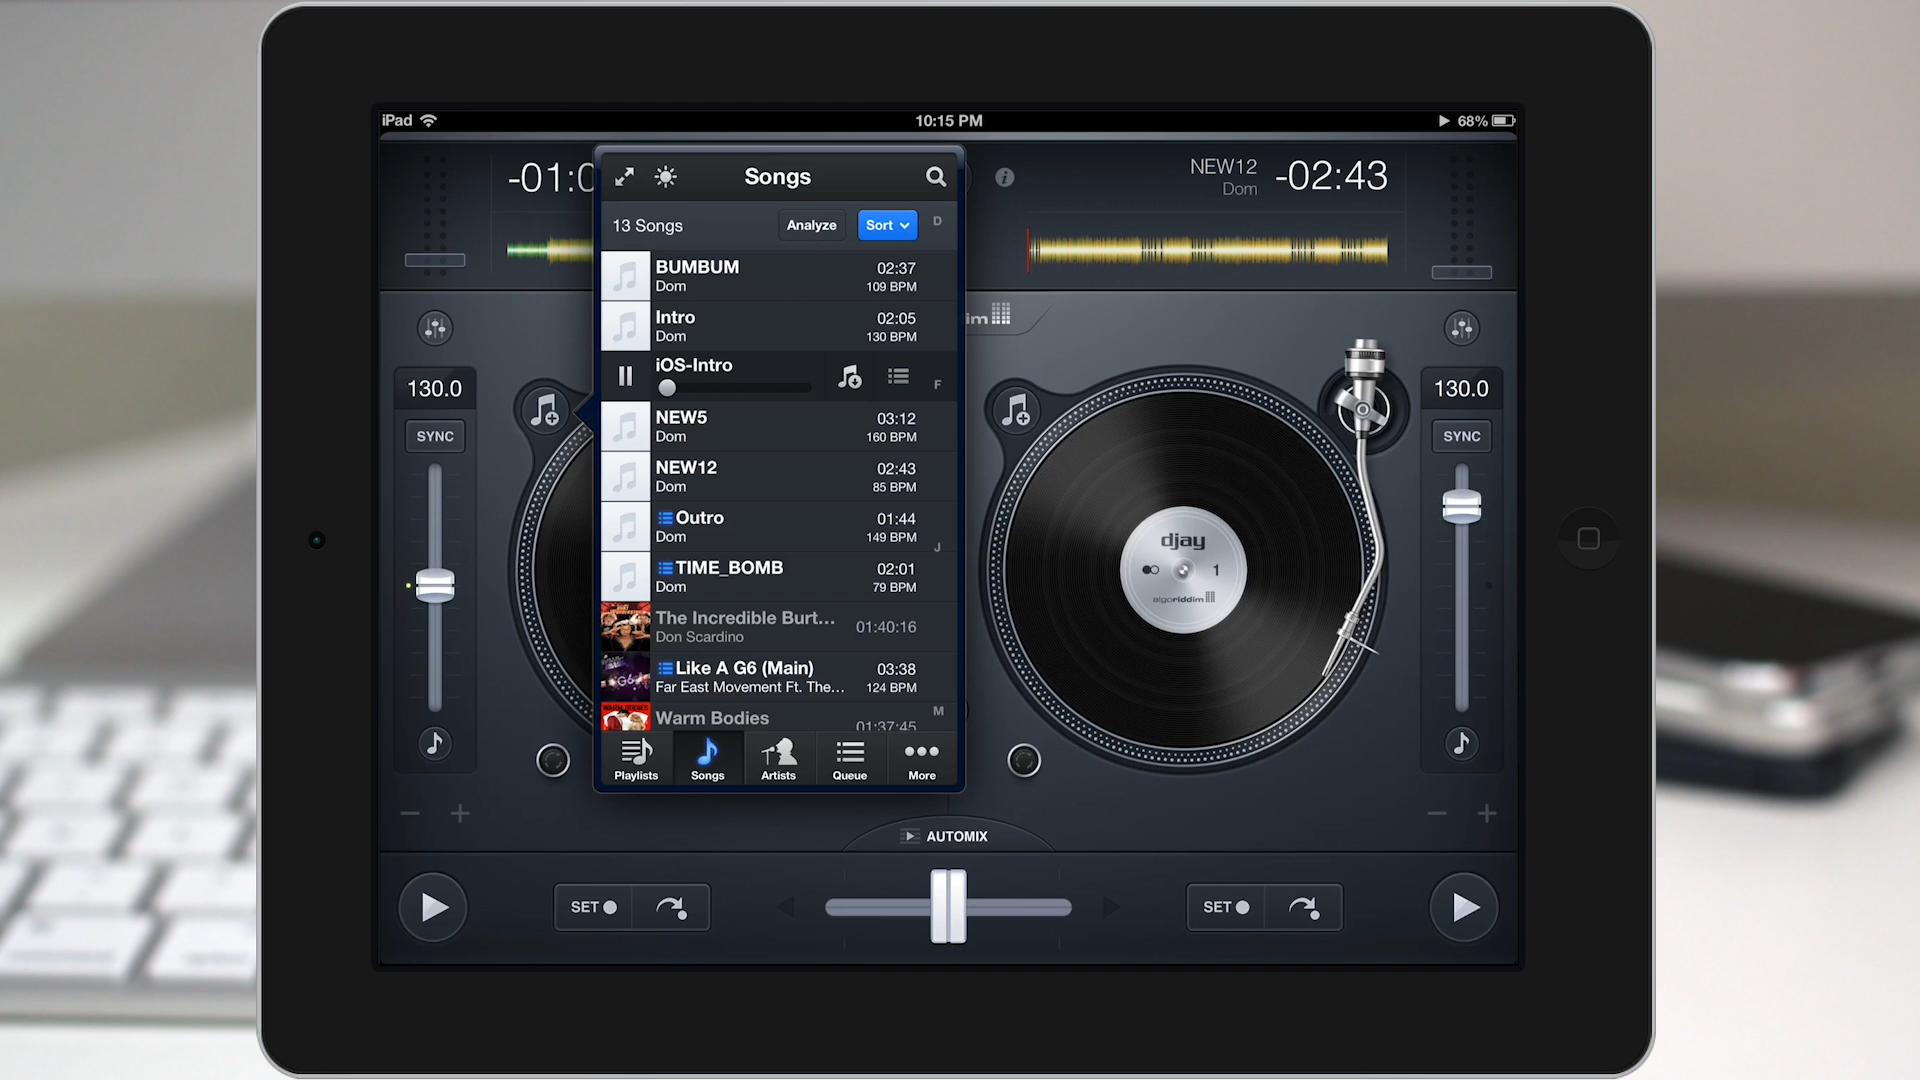 iPad
10:15 PM
68%
-01:0
Songs
NEW12
Dom
-02:43
13 Songs
Analyze
Sort
D
BUMBUM
02:37
Dom
109 BPM
Intro
02:05
Dom
130 BPM
iOS-Intro
F
NEW5
03:12
Dom
160 BPM
NEW12
02:43
Dom
85 BPM
Outro
01:44
Dom
149 BPM
J
TIME_BOMB
02:01
Dom
79 BPM
The Incredible Burt...
01:40:16
Don Scardino
Like A G6 (Main)
03:38
Far East Movement Ft. The...
124 BPM
Warm Bodies
01:37:45
M
Playlists
Songs
Artists
Queue
More
130.0
SYNC
im
130.0
SYNC
djay
1
algoriddim
AUTOMIX
SET
SET